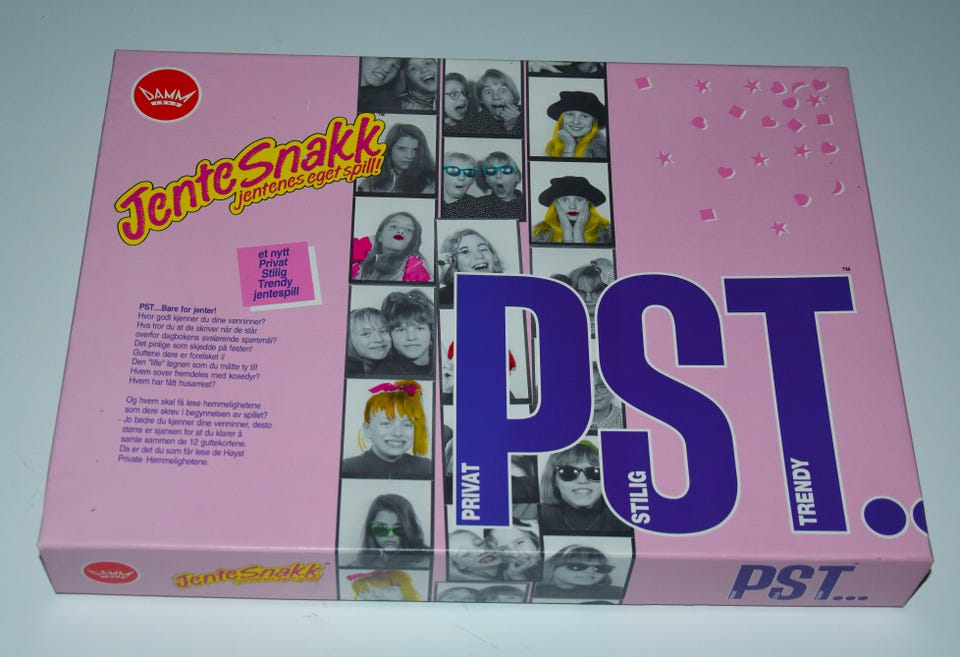 DAMM
JenteSnakk™
jentenes eget spill!
et nytt
Privat
Stilig
Trendy
jentespill
PST...Bare for jenter!
Hvor godt kjenner du dine venninner?
Hva tror du at de skriver når de står
overfor dagbokens avslørende spørsmål?
Det pinlige som skjedde på festen!
Guttene dere er forelsket i!
Den "lille" løgnen som du måtte ty til!
Hvem sover fremdeles med kosedyr?
Hvem har fått husarrest?
Og hvem skal få lese hemmelighetene
som dere skrev i begynnelsen av spillet?
- Jo bedre du kjenner dine venninner, desto
større er sjansen for at du klarer å
samle sammen de 12 guttekortene.
Da er det du som får lese de Høyst
Private Hemmelighetene.
PST..™
PRIVAT
STILIG
TRENDY
DAMM
JenteSnakk™
PST...™